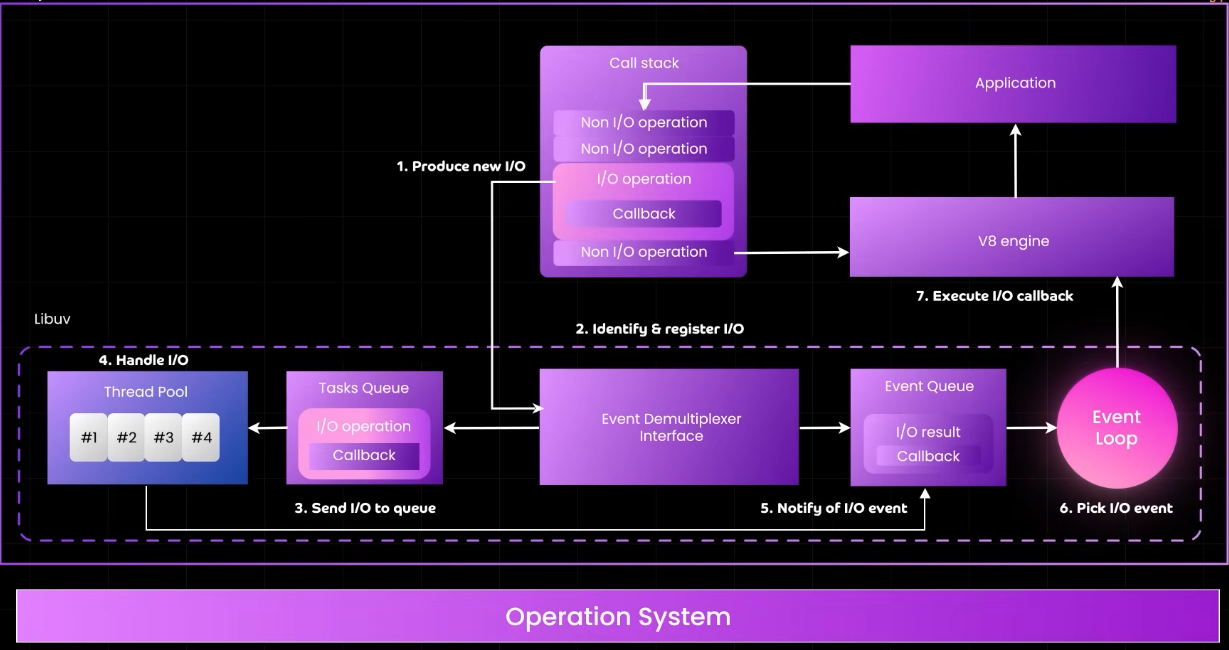 Call stack
Application
Non I/O operation
Non I/O operation
1. Produce new I/O
I/O operation
Callback
Non I/O operation
V8 engine
7. Execute I/O callback
Libuv
2. Identify & register I/O
4. Handle I/O
Thread Pool
#1 #2 #3 #4
Tasks Queue
I/O operation
Callback
Event Demultiplexer
Interface
Event Queue
I/O result
Callback
Event
Loop
3. Send I/O to queue
5. Notify of I/O event
6. Pick I/O event
Operation System